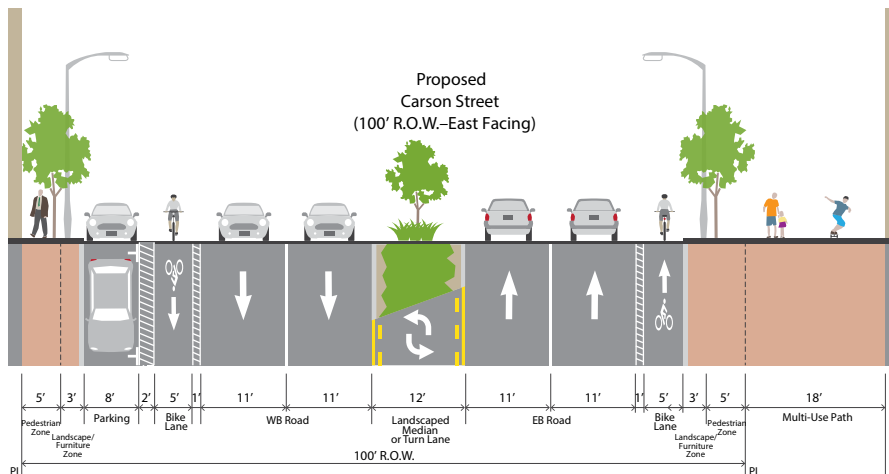 Proposed
Carson Street
(100’ R.O.W.–East Facing)
5’ 3’ 8’ 2’ 5’ 1’ 11’ 11’ 12’ 11’ 11’ 1’ 5’ 3’ 5’ 18’
Pedestrian
Zone
Landscape/
Furniture
Zone
Parking
Bike
Lane
WB Road
Landscaped
Median
or Turn Lane
EB Road
Bike
Lane
Landscape/
Furniture
Zone
Pedestrian
Zone
Multi-Use Path
100’ R.O.W.
PL
PL